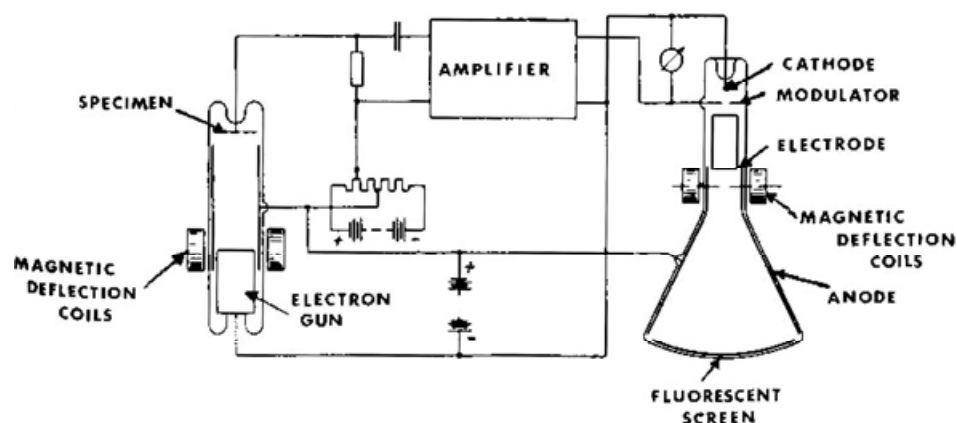 AMPLIFIER
CATHODE
MODULATOR
SPECIMEN
ELECTRODE
+
-
MAGNETIC
DEFLECTION
COILS
+
MAGNETIC
DEFLECTION
COILS
ELECTRON
GUN
ANODE
-
FLUORESCENT
SCREEN